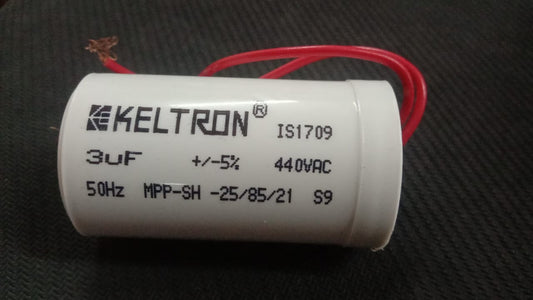 KELTRON® IS1709
3uF +/-5% 440VAC
50Hz MPP-SH -25/85/21 S9